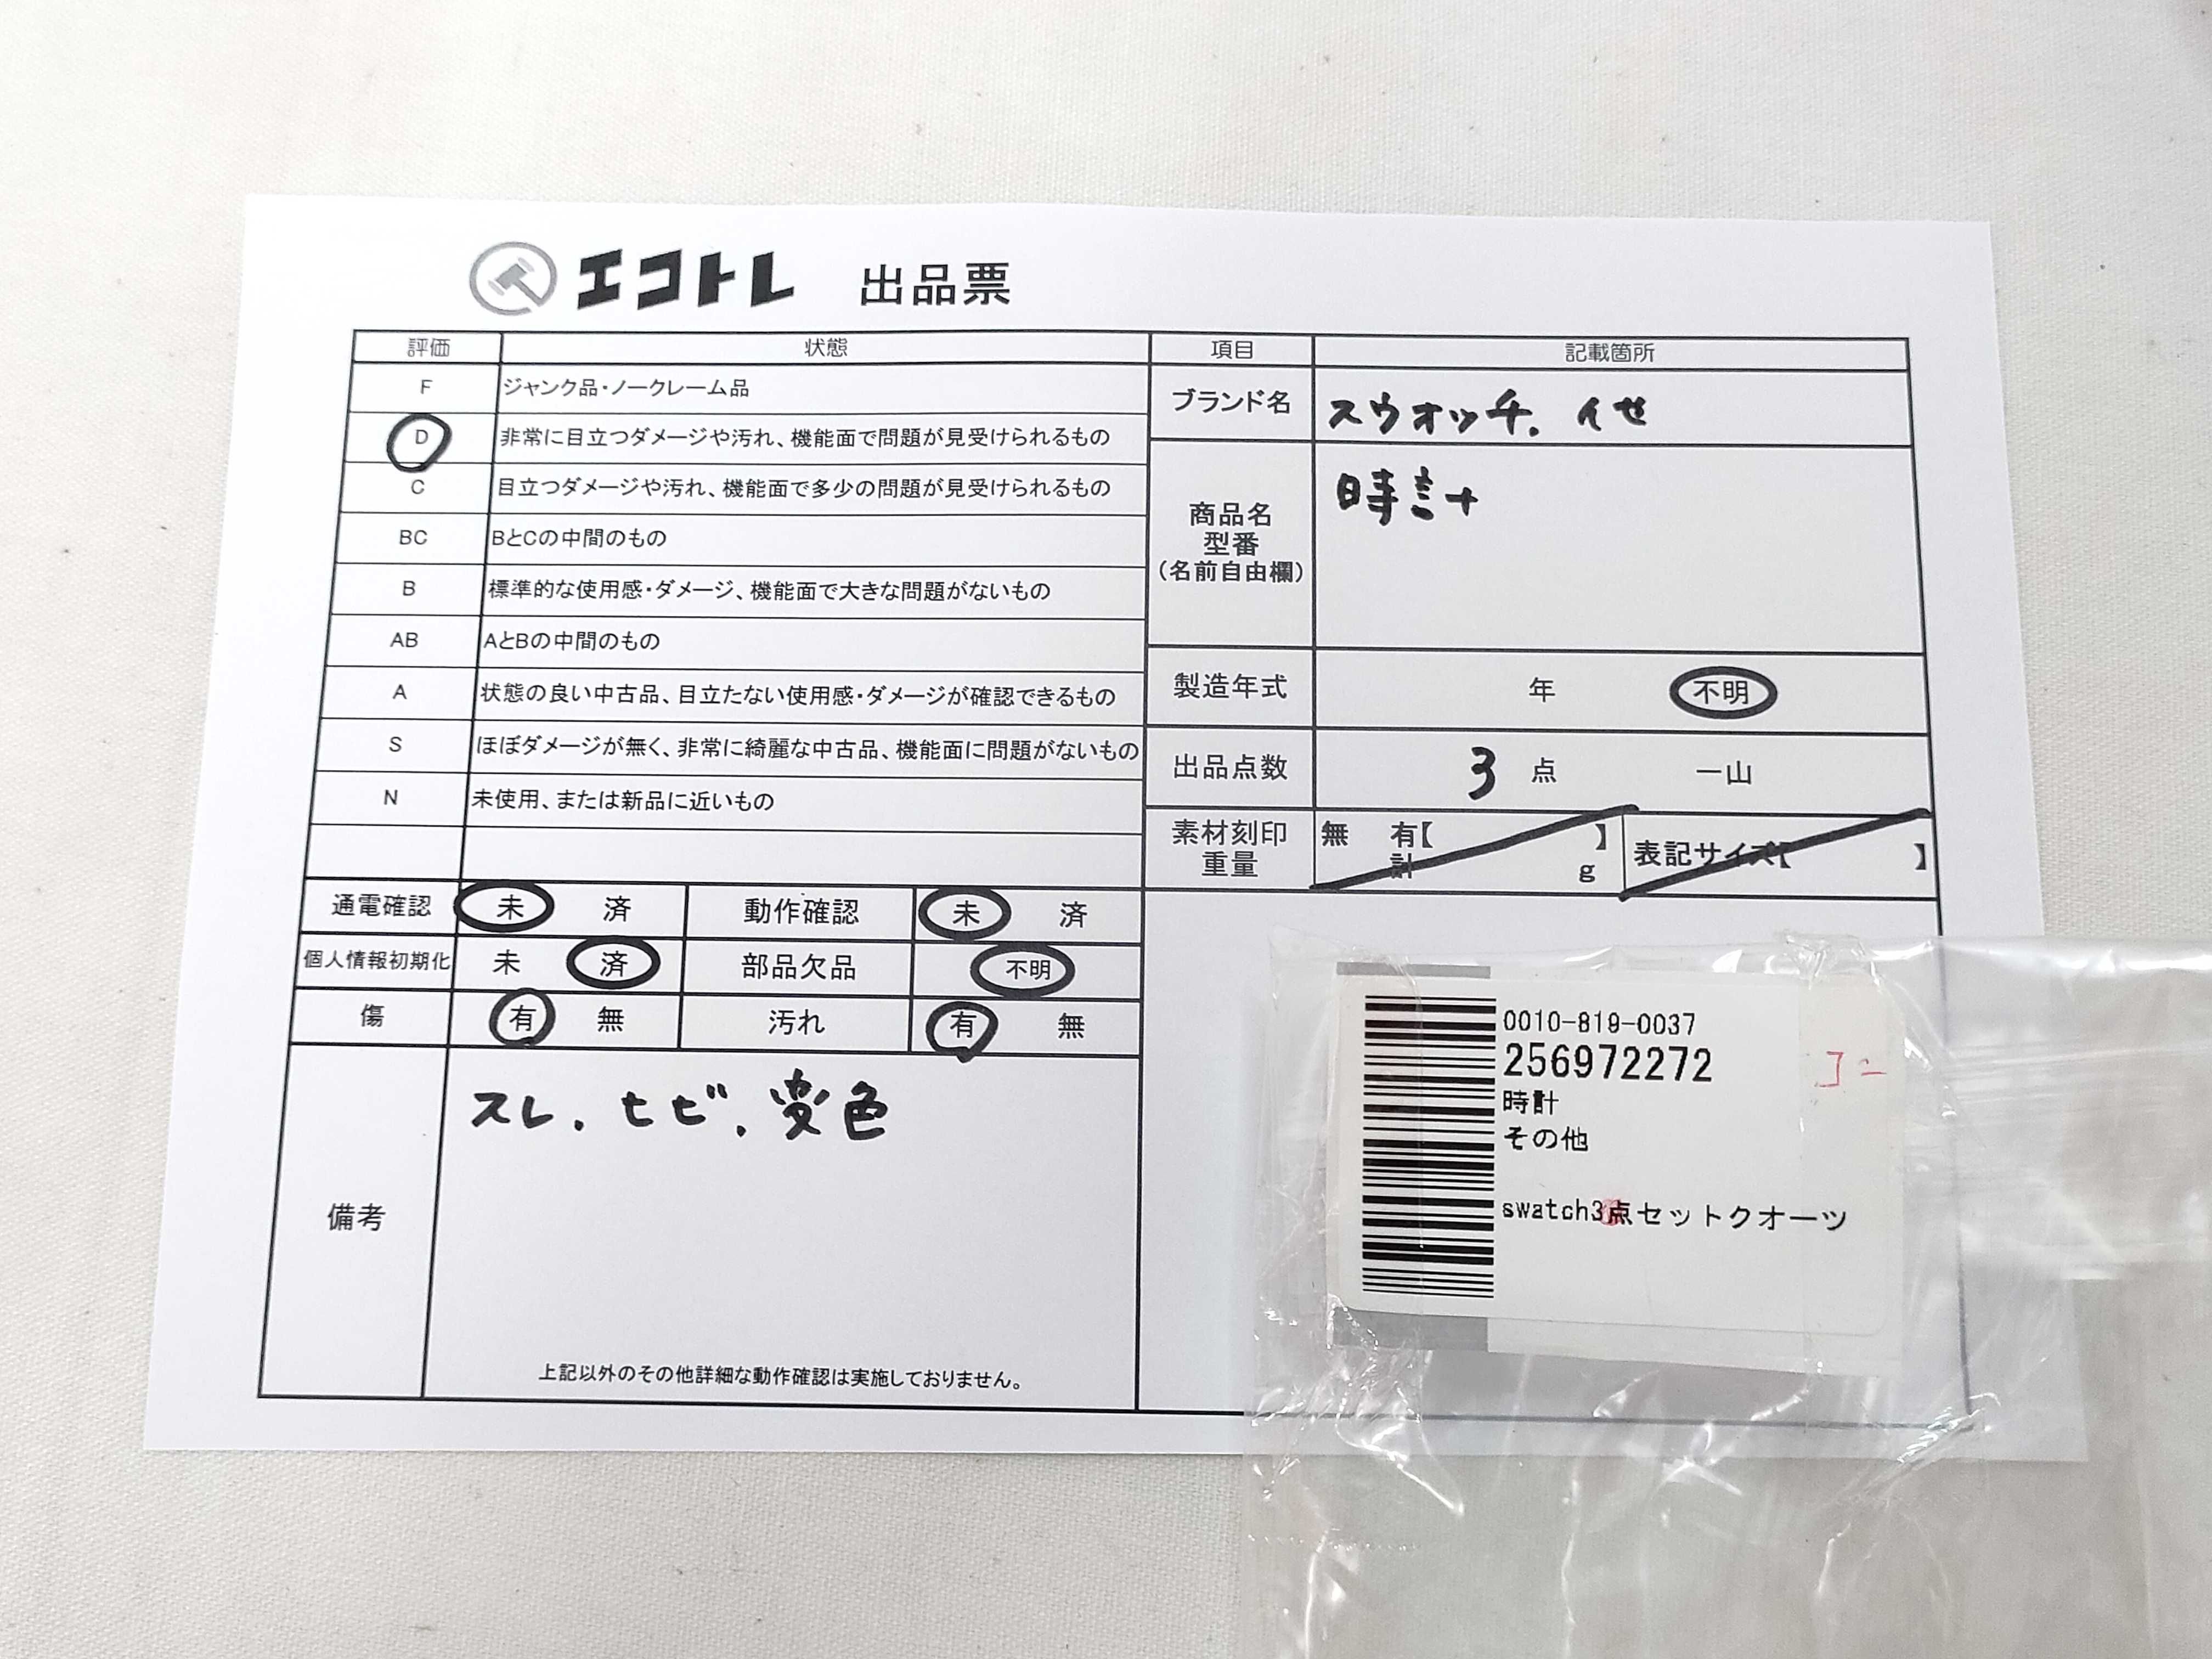 エコトレ 出品票
評価 状態
F ジャンク品・ノークレーム品
D 非常に目立つダメージや汚れ、機能面で問題が見受けられるもの
C 目立つダメージや汚れ、機能面で多少の問題が見受けられるもの
BC BとCの中間のもの
B 標準的な使用感・ダメージ、機能面で大きな問題がないもの
AB AとBの中間のもの
A 状態の良い中古品、目立たない使用感・ダメージが確認できるもの
S ほぼダメージが無く、非常に綺麗な中古品、機能面に問題がないもの
N 未使用、または新品に近いもの
通電確認 未 済 動作確認 未 済
個人情報初期化 未 済 部品欠品 不明
傷 有 無 汚れ 有 無
備考
スレ.ヒビ.変色
上記以外のその他詳細な動作確認は実施しておりません。
項目 記載箇所
ブランド名 スウォッチ.
商品名
型番
(名前自由欄)
時計
製造年式 年 不明
出品点数 3 点 一山
素材刻印
重量
無 有【 】
計 g
表記サイズ【 】
0010-819-0037
256972272
時計
その他
swatch3点セットクオーツ